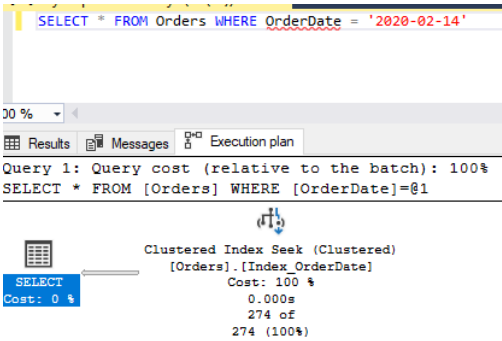 SELECT * FROM Orders WHERE OrderDate = '2020-02-14'
00 %
Results Messages Execution plan
Query 1: Query cost (relative to the batch): 100%
SELECT * FROM [Orders] WHERE [OrderDate]=@1
Clustered Index Seek (Clustered)
[Orders].[Index_OrderDate]
SELECT
Cost: 0 %
Cost: 100 %
0.000s
274 of
274 (100%)